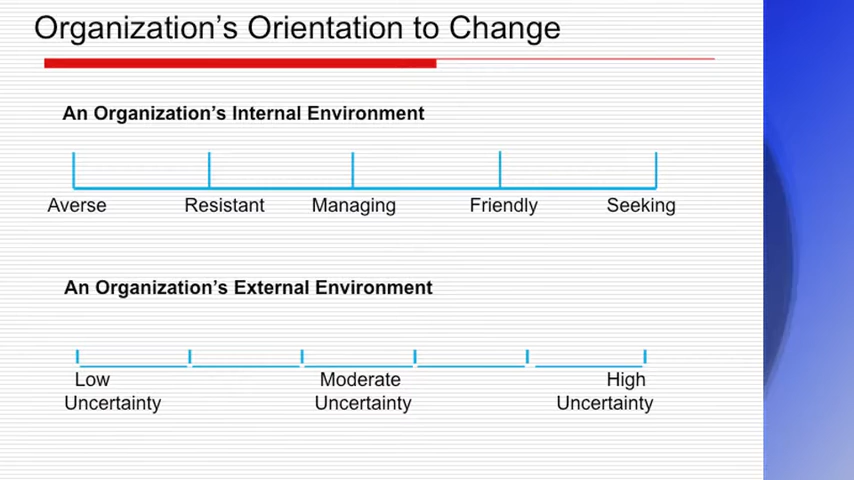 Organization’s Orientation to Change
An Organization’s Internal Environment
Averse Resistant Managing Friendly Seeking
An Organization’s External Environment
Low Moderate High
Uncertainty Uncertainty Uncertainty